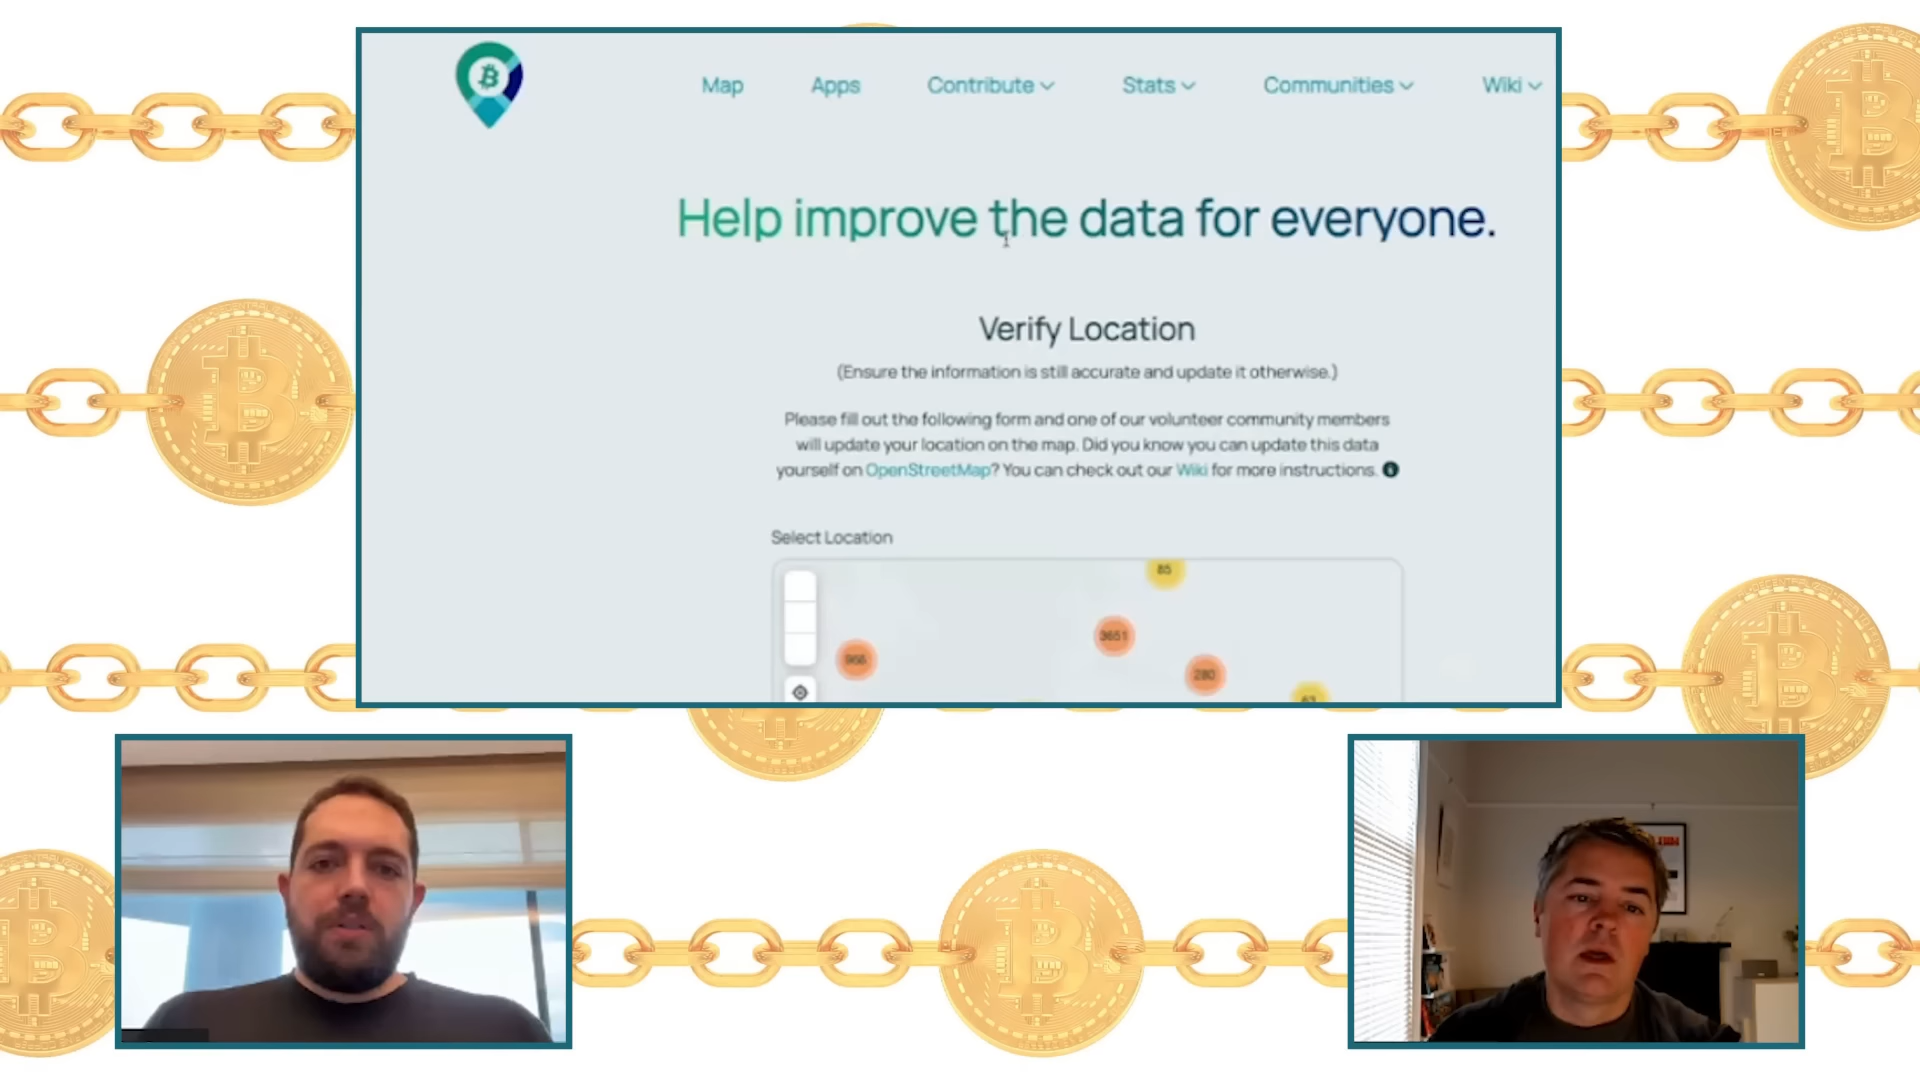 Map Apps Contribute Stats Communities Wiki
Help improve the data for everyone.
Verify Location
(Ensure the information is still accurate and update it otherwise.)
Please fill out the following form and one of our volunteer community members
will update your location on the map. Did you know you can update this data
yourself on OpenStreetMap? You can check out our Wiki for more instructions.
Select Location
85
3651
280